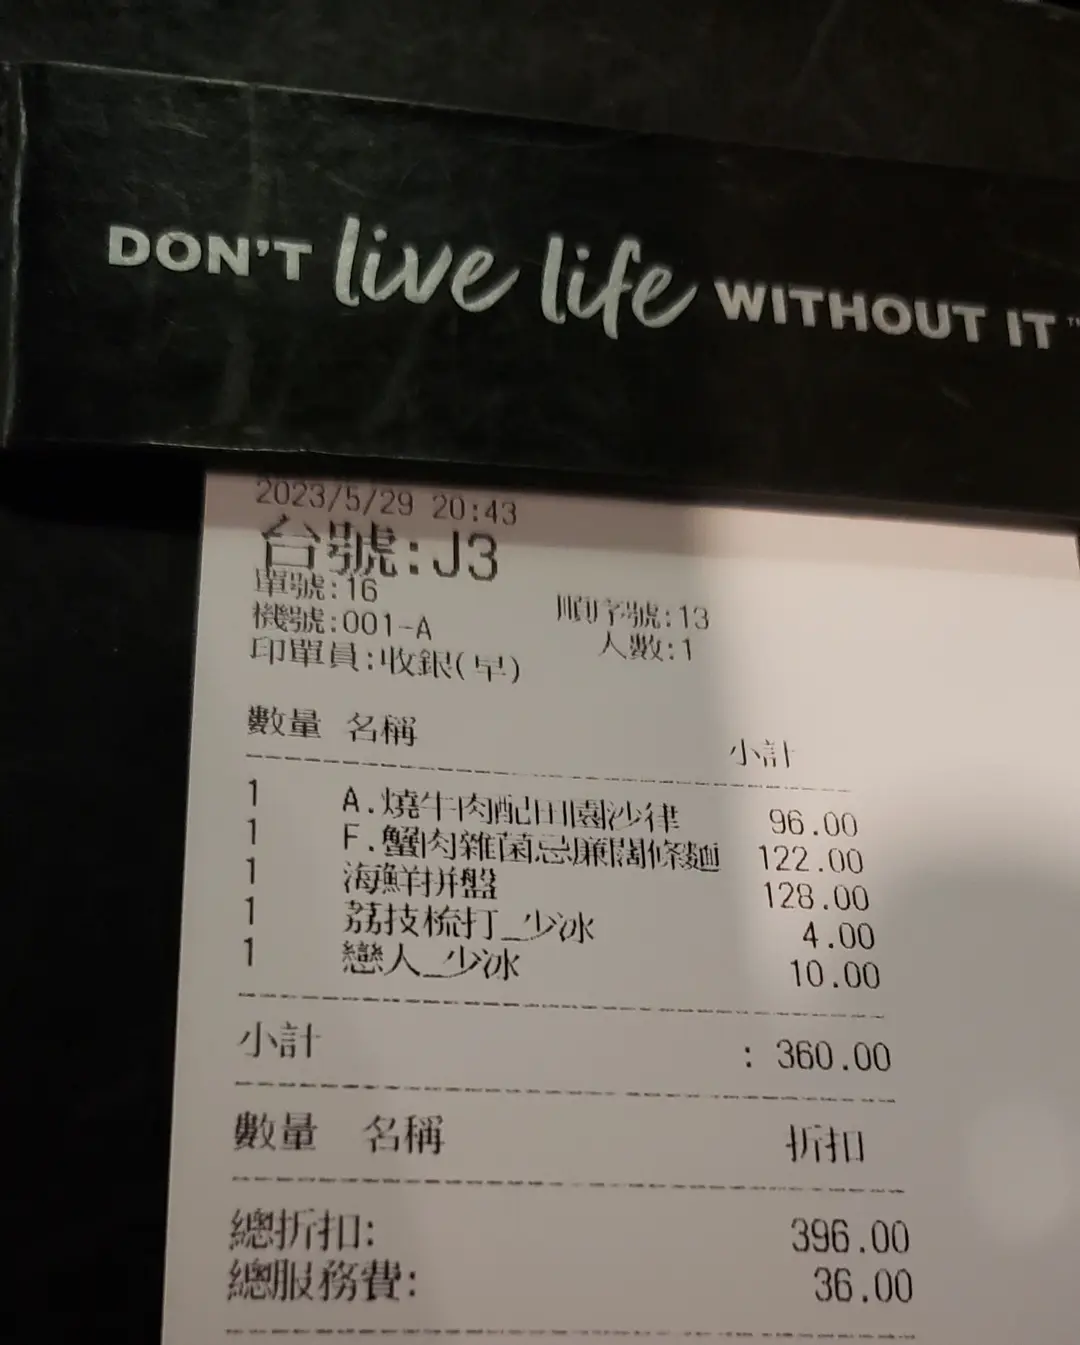 DON'T live life WITHOUT IT™
2023/5/29 20:43
台號:J3
單號:16
順序號:13
機號:001-A
人數:1
印單員:收銀(早)
數量 名稱 小計
1 A.燒牛肉配田園沙律 96.00
1 F.蟹肉雜菌忌廉闊條麵 122.00
1 海鮮拼盤 128.00
1 荔技梳打_少冰 4.00
1 戀人_少冰 10.00
小計 : 360.00
數量 名稱 折扣
總折扣: 396.00
總服務費: 36.00